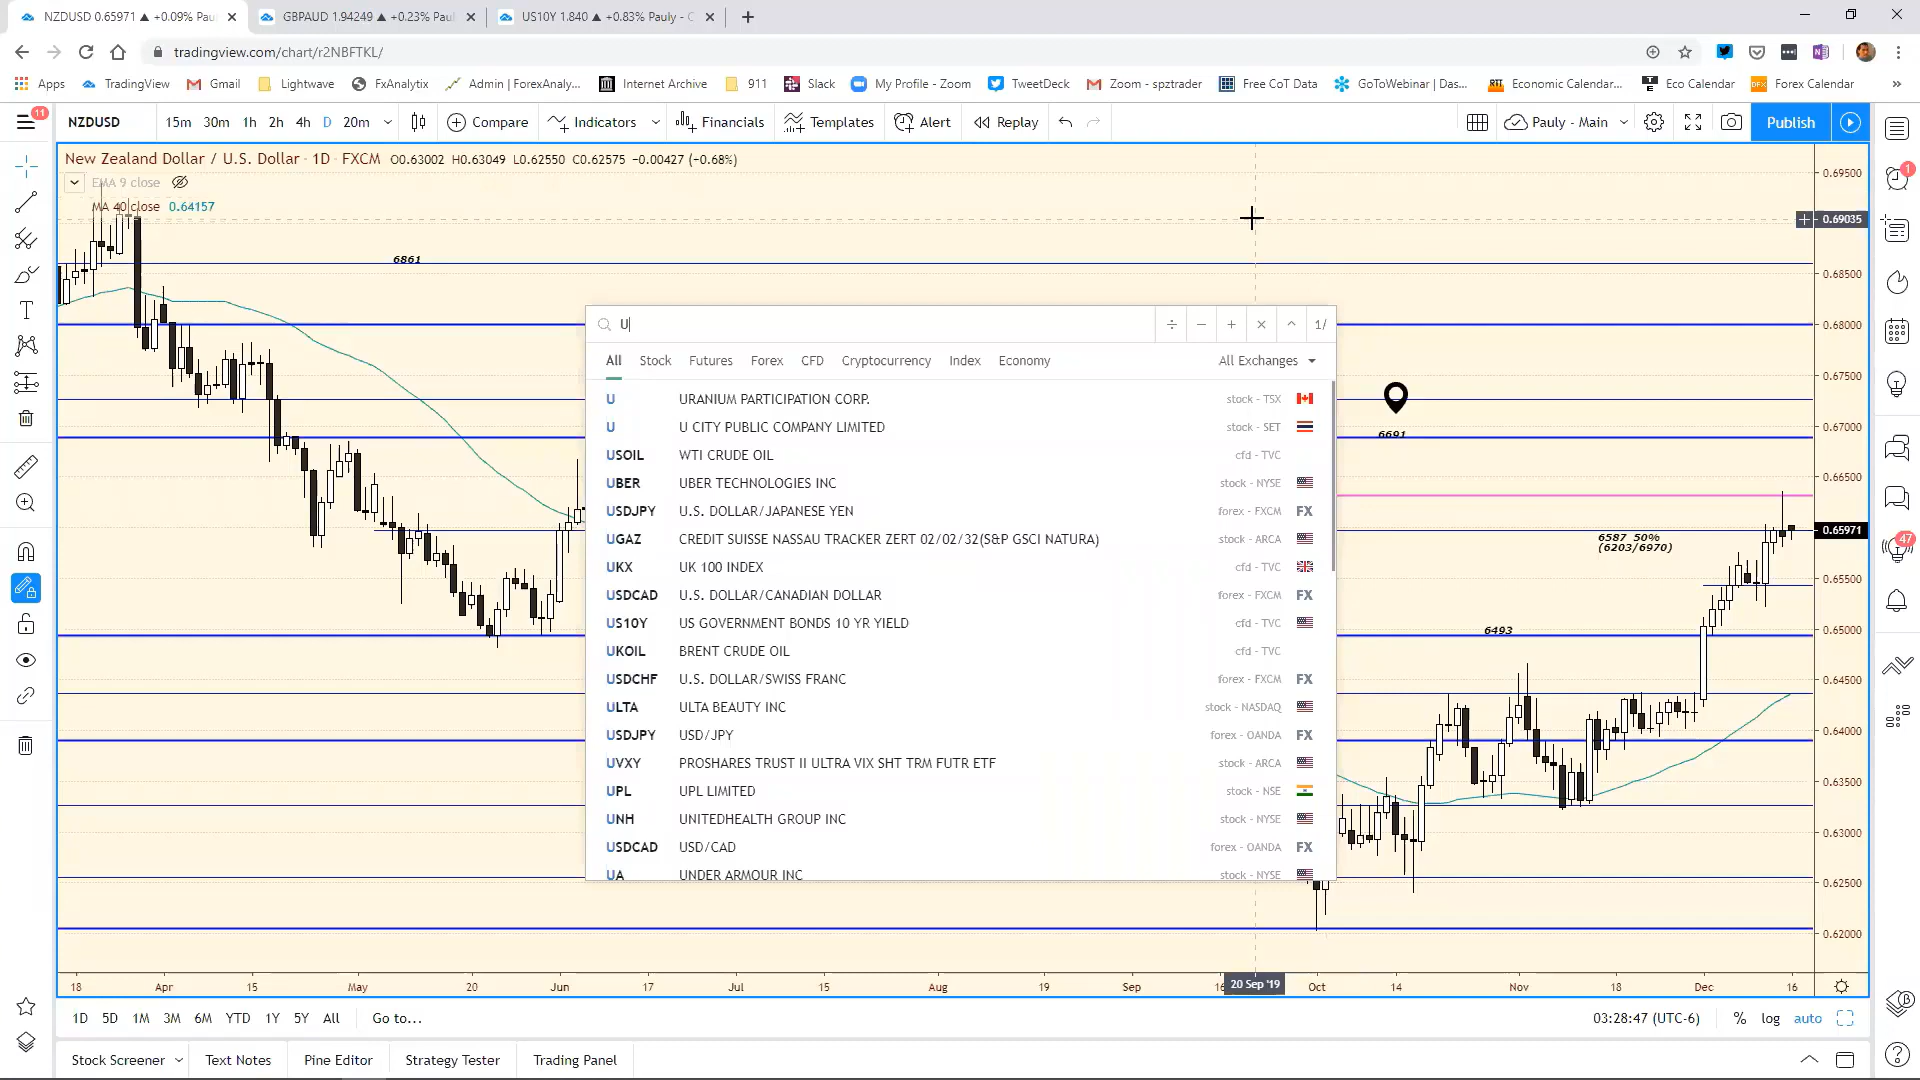 NZDUSD 0.65971 ▲ +0.09% Pau
GBPAUD 1.94249 ▲ +0.23% Pauly
US10Y 1.840 ▲ +0.83% Pauly - C
tradingview.com/chart/r2NBFTKL/
Apps TradingView Gmail Lightwave FxAnalytix Admin | ForexAnaly... Internet Archive 911 Slack My Profile - Zoom TweetDeck Zoom - spztrader Free CoT Data GoToWebinar | Das... Economic Calendar... Eco Calendar Forex Calendar »
11 NZDUSD 15m 30m 1h 2h 4h D 20m Compare Indicators Financials Templates Alert Replay Pauly - Main Publish
New Zealand Dollar / U.S. Dollar · 1D · FXCM O0.63002 H0.63049 L0.62550 C0.62575 −0.00427 (−0.68%)
EMA 9 close
MA 40 close 0.64157
0.69500
0.69035
6861
0.68500
0.68000
0.67500
6691
0.67000
0.66500
0.65971
6587 50%
(6203/6970)
0.65500
6493
0.65000
0.64500
0.64000
0.63500
0.63000
0.62500
0.62000
1
47
U ÷ − + × ^ 1/
All Stock Futures Forex CFD Cryptocurrency Index Economy All Exchanges
U URANIUM PARTICIPATION CORP. stock - TSX
U U CITY PUBLIC COMPANY LIMITED stock - SET
USOIL WTI CRUDE OIL cfd - TVC
UBER UBER TECHNOLOGIES INC stock - NYSE
USDJPY U.S. DOLLAR/JAPANESE YEN forex - FXCM FX
UGAZ CREDIT SUISSE NASSAU TRACKER ZERT 02/02/32(S&P GSCI NATURA) stock - ARCA
UKX UK 100 INDEX cfd - TVC
USDCAD U.S. DOLLAR/CANADIAN DOLLAR forex - FXCM FX
US10Y US GOVERNMENT BONDS 10 YR YIELD cfd - TVC
UKOIL BRENT CRUDE OIL cfd - TVC
USDCHF U.S. DOLLAR/SWISS FRANC forex - FXCM FX
ULTA ULTA BEAUTY INC stock - NASDAQ
USDJPY USD/JPY forex - OANDA FX
UVXY PROSHARES TRUST II ULTRA VIX SHT TRM FUTR ETF stock - ARCA
UPL UPL LIMITED stock - NSE
UNH UNITEDHEALTH GROUP INC stock - NYSE
USDCAD USD/CAD forex - OANDA FX
UA UNDER ARMOUR INC stock - NYSE
18 Apr 15 May 20 Jun 17 Jul 15 Aug 19 Sep 16 20 Sep '19 Oct 14 Nov 18 Dec 16
1D 5D 1M 3M 6M YTD 1Y 5Y All Go to... 03:28:47 (UTC-6) % log auto
Stock Screener Text Notes Pine Editor Strategy Tester Trading Panel